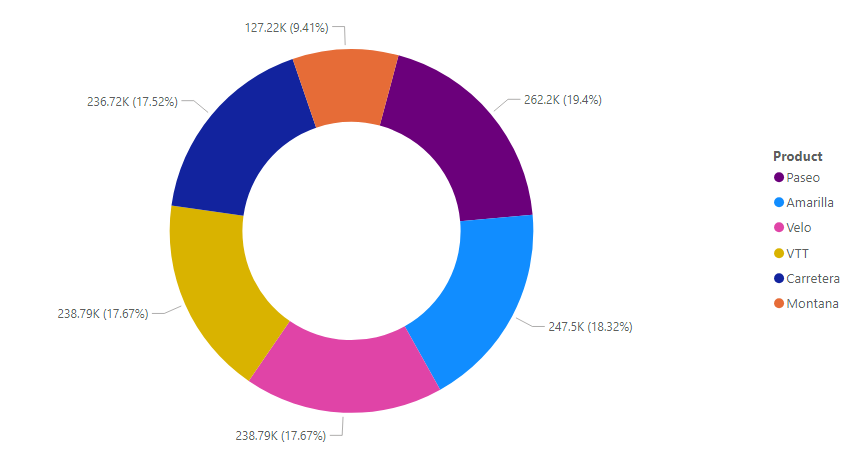 127.22K (9.41%)
236.72K (17.52%)
262.2K (19.4%)
238.79K (17.67%)
247.5K (18.32%)
238.79K (17.67%)
Product
Paseo
Amarilla
Velo
VTT
Carretera
Montana